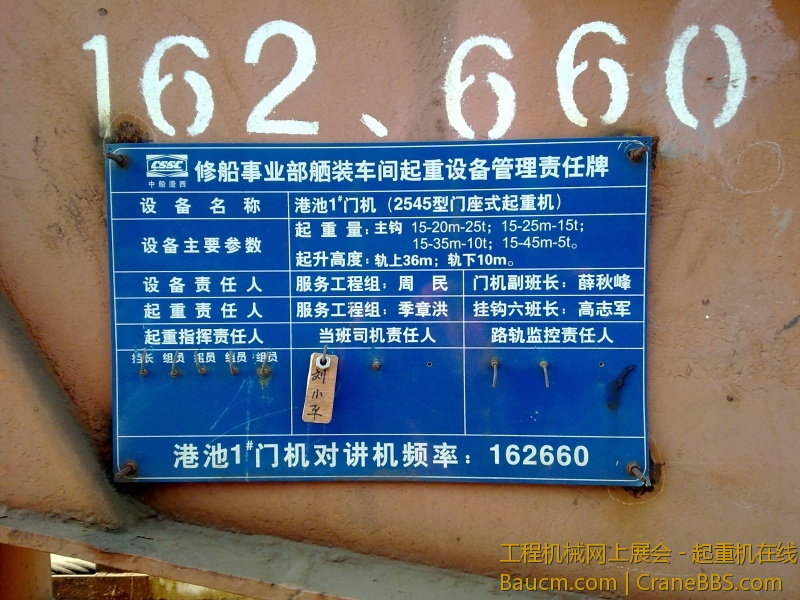 162、660
CSSC
中船澄西
修船事业部舾装车间起重设备管理责任牌
设备名称 港池1#门机（2545型门座式起重机）
设备主要参数 起重量：主钩 15-20m-25t；15-25m-15t；
15-35m-10t；15-45m-5t。
起升高度：轨上36m；轨下10m。
设备责任人 服务工程组：周 民 门机副班长：薛秋峰
起重责任人 服务工程组：季章洪 挂钩六班长：高志军
起重指挥责任人 当班司机责任人 路轨监控责任人
挡长 组员 组员 组员 组员
刘小平
港池1#门机对讲机频率：162660
工程机械网上展会 - 起重机在线
Baucm.com | CraneBBS.com